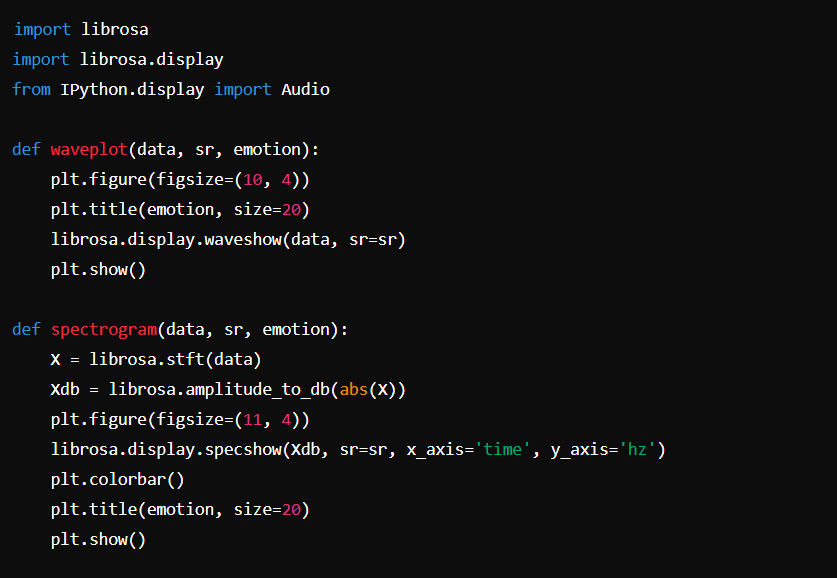 import librosa
import librosa.display
from IPython.display import Audio

def waveplot(data, sr, emotion):
    plt.figure(figsize=(10, 4))
    plt.title(emotion, size=20)
    librosa.display.waveshow(data, sr=sr)
    plt.show()

def spectrogram(data, sr, emotion):
    X = librosa.stft(data)
    Xdb = librosa.amplitude_to_db(abs(X))
    plt.figure(figsize=(11, 4))
    librosa.display.specshow(Xdb, sr=sr, x_axis='time', y_axis='hz')
    plt.colorbar()
    plt.title(emotion, size=20)
    plt.show()